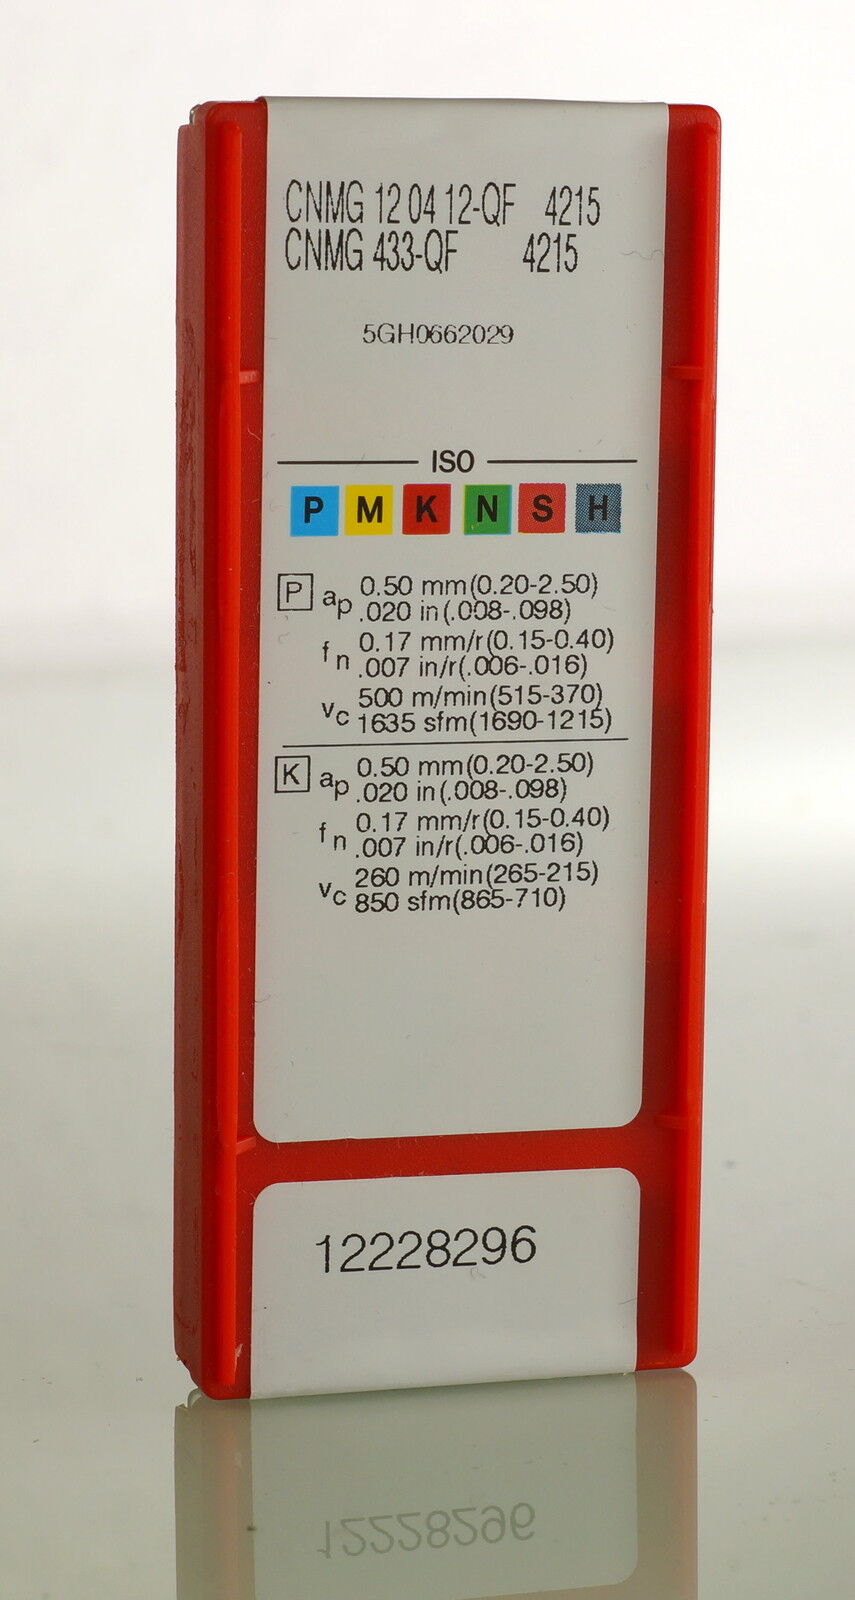 CNMG 12 04 12-QF 4215
CNMG 433-QF 4215
5GH0662029
ISO
P M K N S H
P ap 0.50 mm(0.20-2.50)
.020 in(.008-.098)
fn 0.17 mm/r(0.15-0.40)
.007 in/r(.006-.016)
vc 500 m/min(515-370)
1635 sfm(1690-1215)
K ap 0.50 mm(0.20-2.50)
.020 in(.008-.098)
fn 0.17 mm/r(0.15-0.40)
.007 in/r(.006-.016)
vc 260 m/min(265-215)
850 sfm(865-710)
12228296